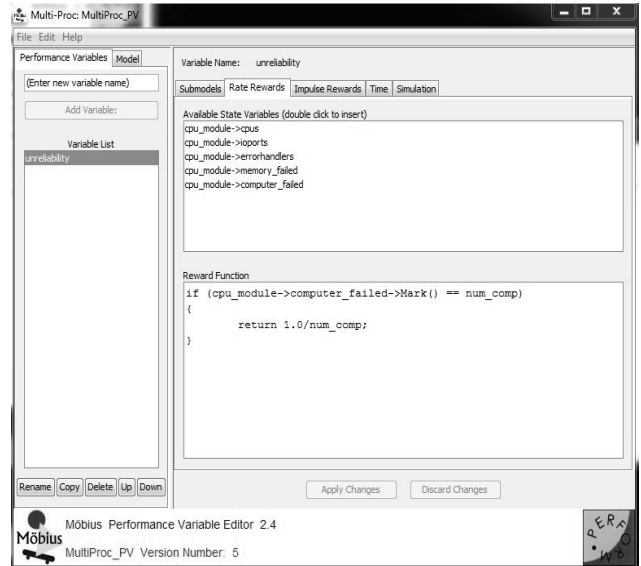 Multi-Proc: MultiProc_PV
File Edit Help
Performance Variables Model
(Enter new variable name)
Add Variable:
Variable List
unreliability
Rename Copy Delete Up Down
Variable Name: unreliability
Submodels Rate Rewards Impulse Rewards Time Simulation
Available State Variables (double click to insert)
cpu_module->cpus
cpu_module->ioports
cpu_module->errorhandlers
cpu_module->memory_failed
cpu_module->computer_failed
Reward Function
if (cpu_module->computer_failed->Mark() == num_comp)
{
return 1.0/num_comp;
}
Apply Changes Discard Changes
Möbius
Möbius Performance Variable Editor 2.4
MultiProc_PV Version Number: 5
PERFORM